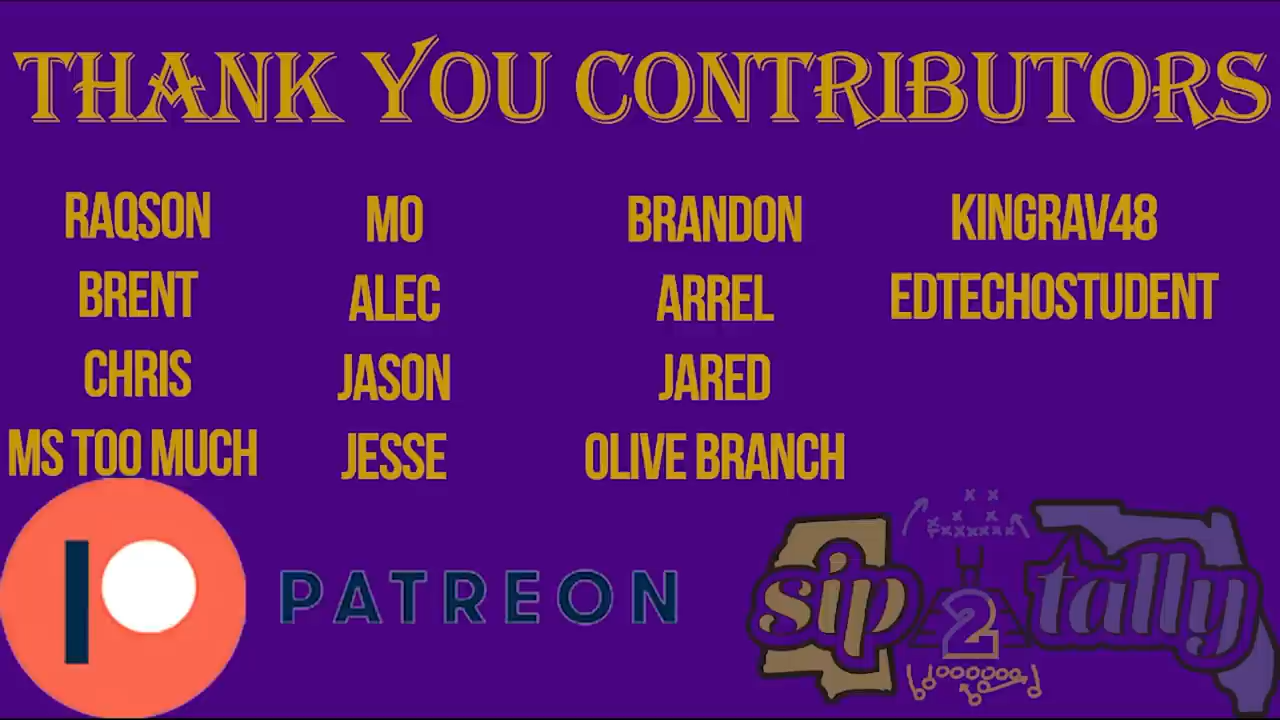 THANK YOU CONTRIBUTORS
RAQSON
BRENT
CHRIS
MS TOO MUCH
MO
ALEC
JASON
JESSE
BRANDON
ARREL
JARED
OLIVE BRANCH
KINGRAV48
EDTECHOSTUDENT
PATREON
sip 2 tally